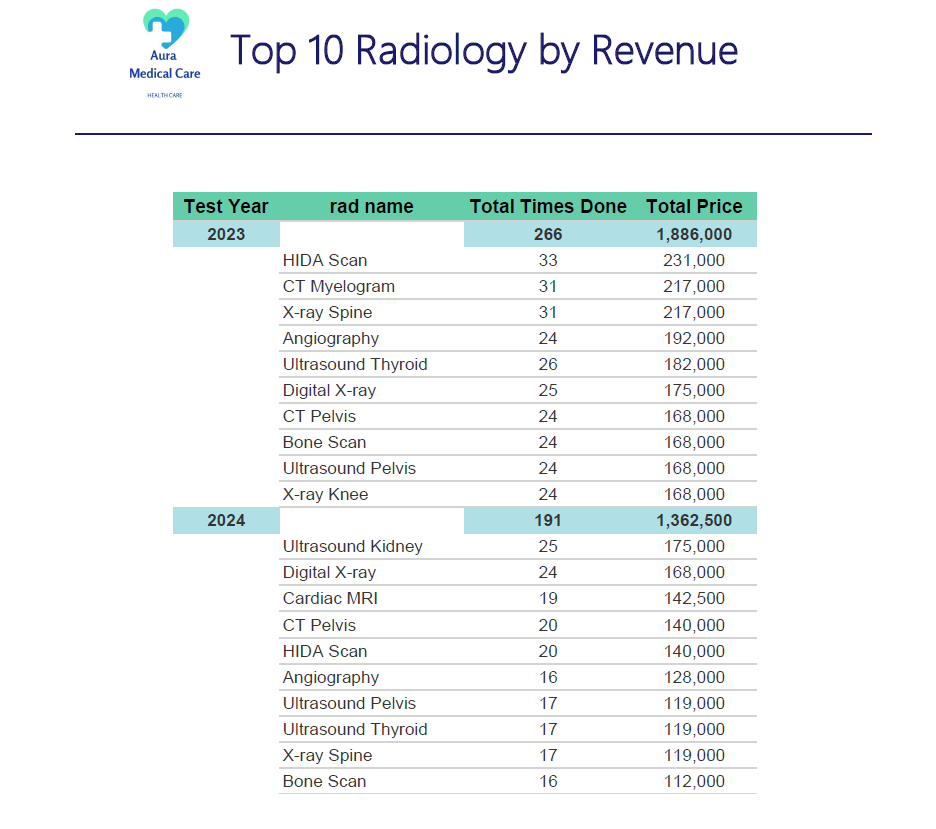 Aura
Medical Care
HEALTH CARE
Top 10 Radiology by Revenue
Test Year rad name Total Times Done Total Price
2023 266 1,886,000
HIDA Scan 33 231,000
CT Myelogram 31 217,000
X-ray Spine 31 217,000
Angiography 24 192,000
Ultrasound Thyroid 26 182,000
Digital X-ray 25 175,000
CT Pelvis 24 168,000
Bone Scan 24 168,000
Ultrasound Pelvis 24 168,000
X-ray Knee 24 168,000
2024 191 1,362,500
Ultrasound Kidney 25 175,000
Digital X-ray 24 168,000
Cardiac MRI 19 142,500
CT Pelvis 20 140,000
HIDA Scan 20 140,000
Angiography 16 128,000
Ultrasound Pelvis 17 119,000
Ultrasound Thyroid 17 119,000
X-ray Spine 17 119,000
Bone Scan 16 112,000